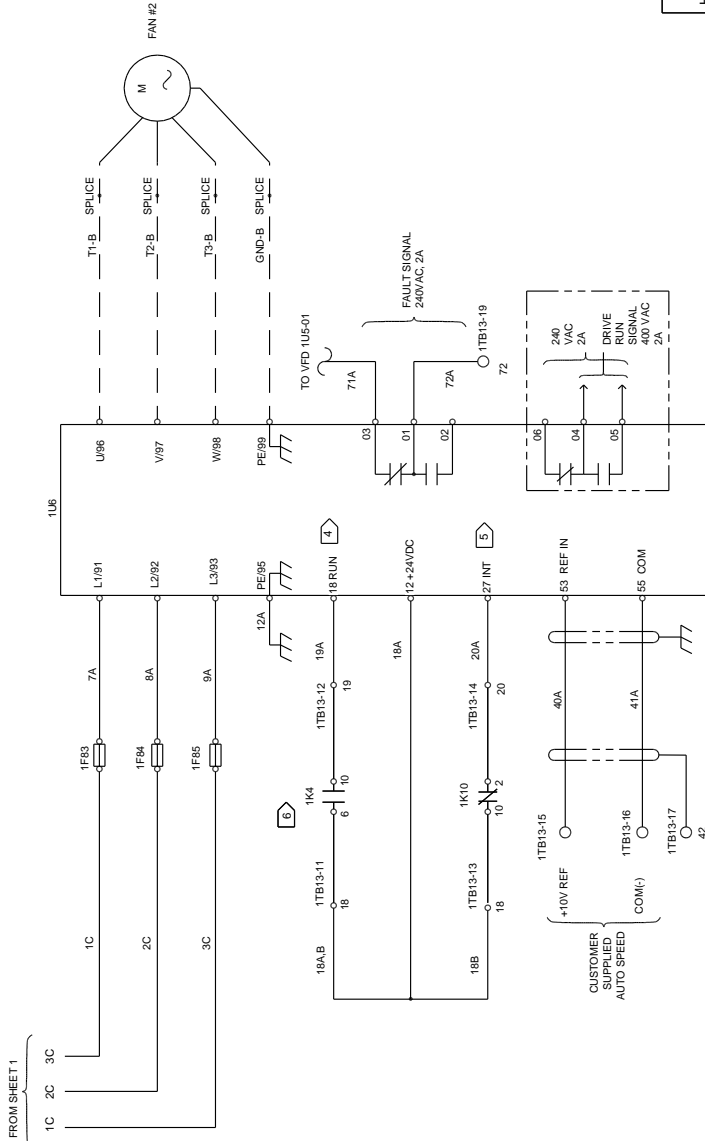 FROM SHEET 1
1C
2C
3C
1C
2C
3C
1F83
1F84
1F85
7A
8A
9A
12A
1U6
L1/91
L2/92
L3/93
PE/95
U/96
V/97
W/98
PE/99
T1-B
T2-B
T3-B
GND-B
SPLICE
SPLICE
SPLICE
SPLICE
M
FAN #2
18A,B
1TB13-11
18
6
6
1K4
10
1TB13-12
19
19A
18 RUN
4
18A
12 +24VDC
18B
1TB13-13
18
10
1K10
2
1TB13-14
20
20A
27 INT
5
TO VFD 1U5-01
71A
03
01
02
72A
1TB13-19
72
FAULT SIGNAL
240VAC, 2A
CUSTOMER
SUPPLIED
AUTO SPEED
+10V REF
COM(-)
1TB13-15
1TB13-16
1TB13-17
42
40A
41A
53 REF IN
55 COM
06
04
05
240
VAC
2A
DRIVE
RUN
SIGNAL
400 VAC
2A